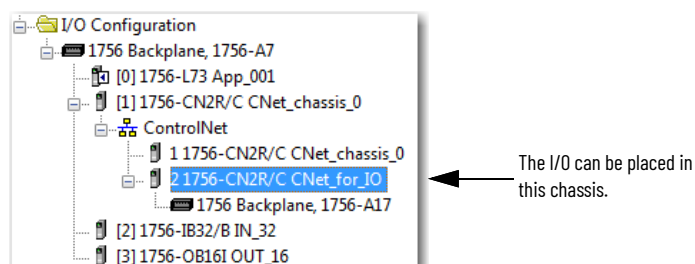 I/O Configuration
1756 Backplane, 1756-A7
[0] 1756-L73 App_001
[1] 1756-CN2R/C CNet_chassis_0
ControlNet
1 1756-CN2R/C CNet_chassis_0
2 1756-CN2R/C CNet_for_IO
The I/O can be placed in
this chassis.
1756 Backplane, 1756-A17
[2] 1756-IB32/B IN_32
[3] 1756-OB16I OUT_16